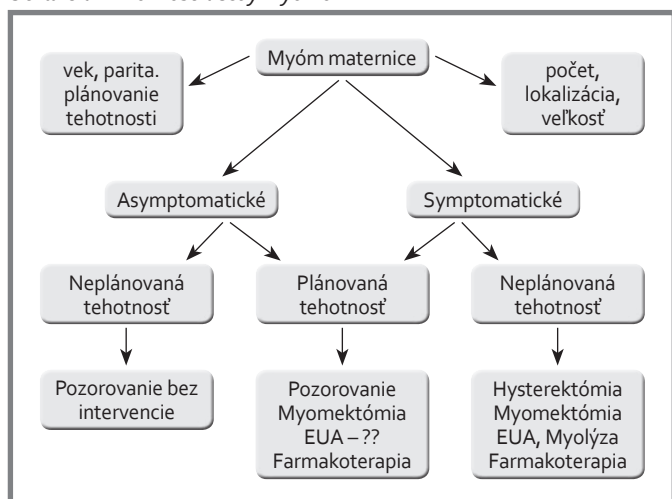 Myóm maternice
vek, parita.
plánovanie
tehotnosti
počet,
lokalizácia,
veľkosť
Asymptomatické
Symptomatické
Neplánovaná
tehotnosť
Plánovaná
tehotnosť
Neplánovaná
tehotnosť
Pozorovanie bez
intervencie
Pozorovanie
Myomektómia
EUA – ??
Farmakoterapia
Hysterektómia
Myomektómia
EUA, Myolýza
Farmakoterapia